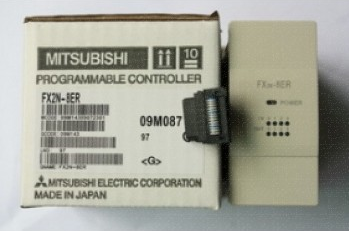 MITSUBISHI
10
PROGRAMMABLE CONTROLLER
FX2N-8ER
09M087
97
<G>
MITSUBISHI ELECTRIC CORPORATION
MADE IN JAPAN
FX2N-8ER
POWER